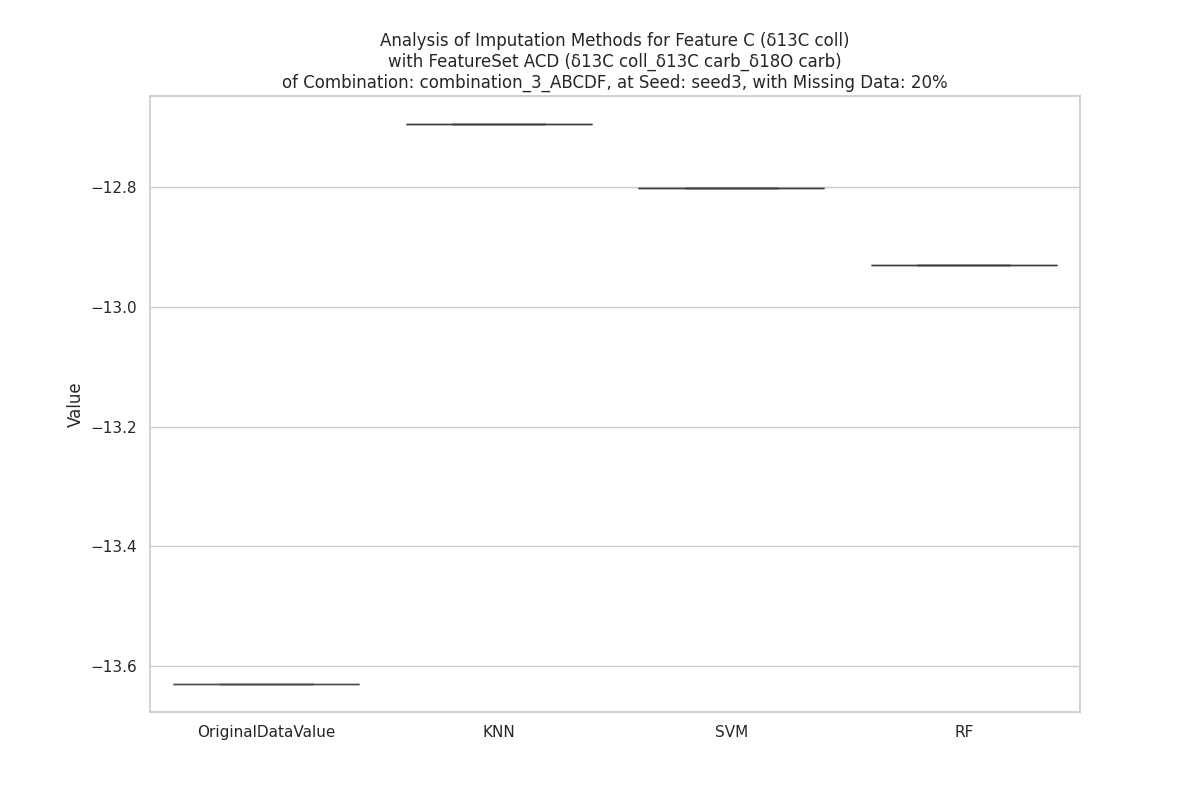 Analysis of Imputation Methods for Feature C (δ13C coll)
with FeatureSet ACD (δ13C coll_δ13C carb_δ18O carb)
of Combination: combination_3_ABCDF, at Seed: seed3, with Missing Data: 20%
−12.8
−13.0
−13.2
−13.4
−13.6
Value
OriginalDataValue
KNN
SVM
RF